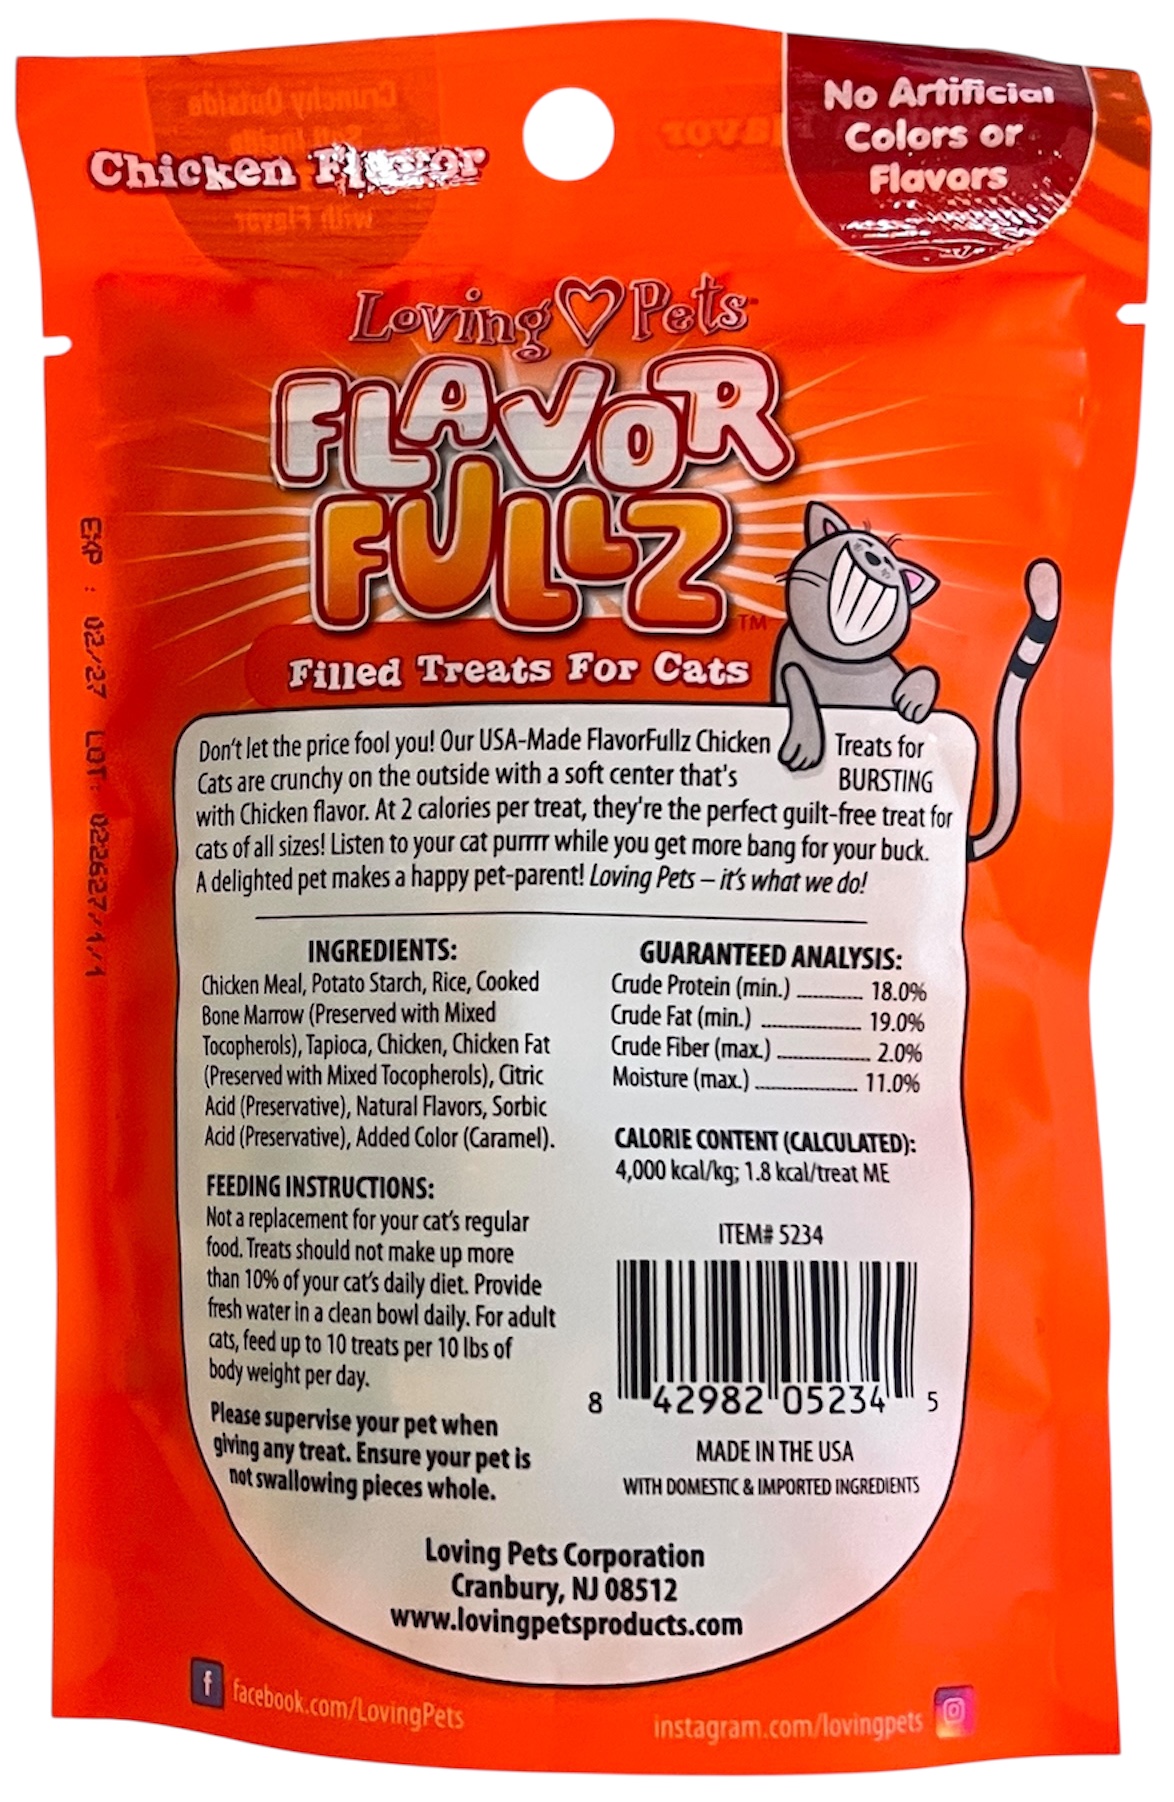 Crunchy Outside
Soft Inside
with Flavor
Chicken Flavor
No Artificial
Colors or
Flavors
Loving Pets
FLAVOR
FULLZ
TM
Filled Treats For Cats
EXP : 02/27 LOT: 022627/1/1
Don't let the price fool you! Our USA-Made FlavorFullz Chicken Treats for
Cats are crunchy on the outside with a soft center that's BURSTING
with Chicken flavor. At 2 calories per treat, they're the perfect guilt-free treat for
cats of all sizes! Listen to your cat purrrr while you get more bang for your buck.
A delighted pet makes a happy pet-parent! Loving Pets – it's what we do!
INGREDIENTS:
Chicken Meal, Potato Starch, Rice, Cooked
Bone Marrow (Preserved with Mixed
Tocopherols), Tapioca, Chicken, Chicken Fat
(Preserved with Mixed Tocopherols), Citric
Acid (Preservative), Natural Flavors, Sorbic
Acid (Preservative), Added Color (Caramel).
FEEDING INSTRUCTIONS:
Not a replacement for your cat's regular
food. Treats should not make up more
than 10% of your cat's daily diet. Provide
fresh water in a clean bowl daily. For adult
cats, feed up to 10 treats per 10 lbs of
body weight per day.
Please supervise your pet when
giving any treat. Ensure your pet is
not swallowing pieces whole.
GUARANTEED ANALYSIS:
Crude Protein (min.) 18.0%
Crude Fat (min.) 19.0%
Crude Fiber (max.) 2.0%
Moisture (max.) 11.0%
CALORIE CONTENT (CALCULATED):
4,000 kcal/kg; 1.8 kcal/treat ME
ITEM# 5234
8 42982 05234 5
MADE IN THE USA
WITH DOMESTIC & IMPORTED INGREDIENTS
Loving Pets Corporation
Cranbury, NJ 08512
www.lovingpetsproducts.com
facebook.com/LovingPets
instagram.com/lovingpets